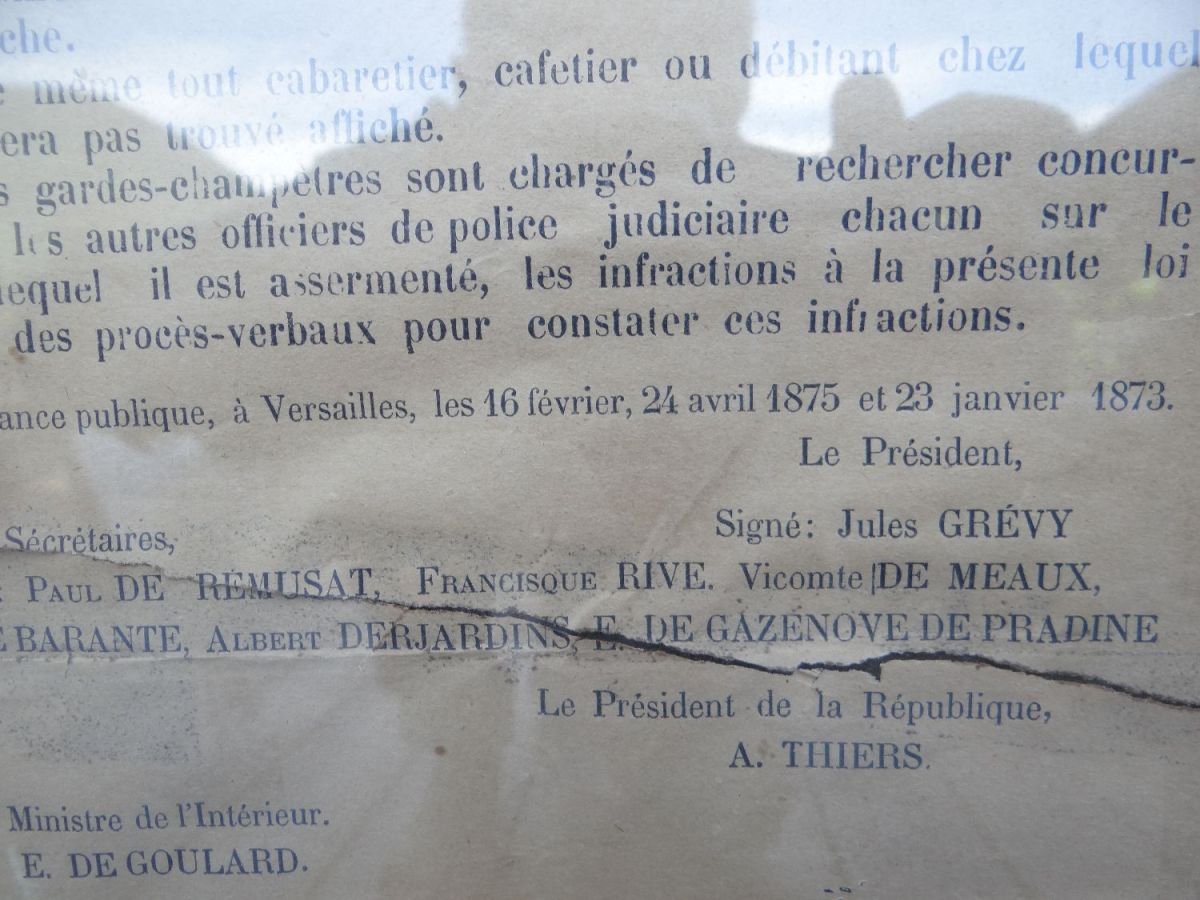 che.
même tout cabaretier, cafetier ou débitant chez lequel
era pas trouvé affiché.
s gardes-champêtres sont chargés de rechercher concur-
les autres officiers de police judiciaire chacun sur le
lequel il est assermenté, les infractions à la présente loi
des procès-verbaux pour constater ces infractions.
ance publique, à Versailles, les 16 février, 24 avril 1875 et 23 janvier 1873.
Le Président,
Signé: Jules GRÉVY
Sécrétaires,
: PAUL DE RÉMUSAT, FRANCISQUE RIVE. Vicomte DE MEAUX,
E BARANTE, ALBERT DERJARDINS, E. DE GAZENOVE DE PRADINE
Le Président de la République,
A. THIERS.
Ministre de l'Intérieur.
E. DE GOULARD.